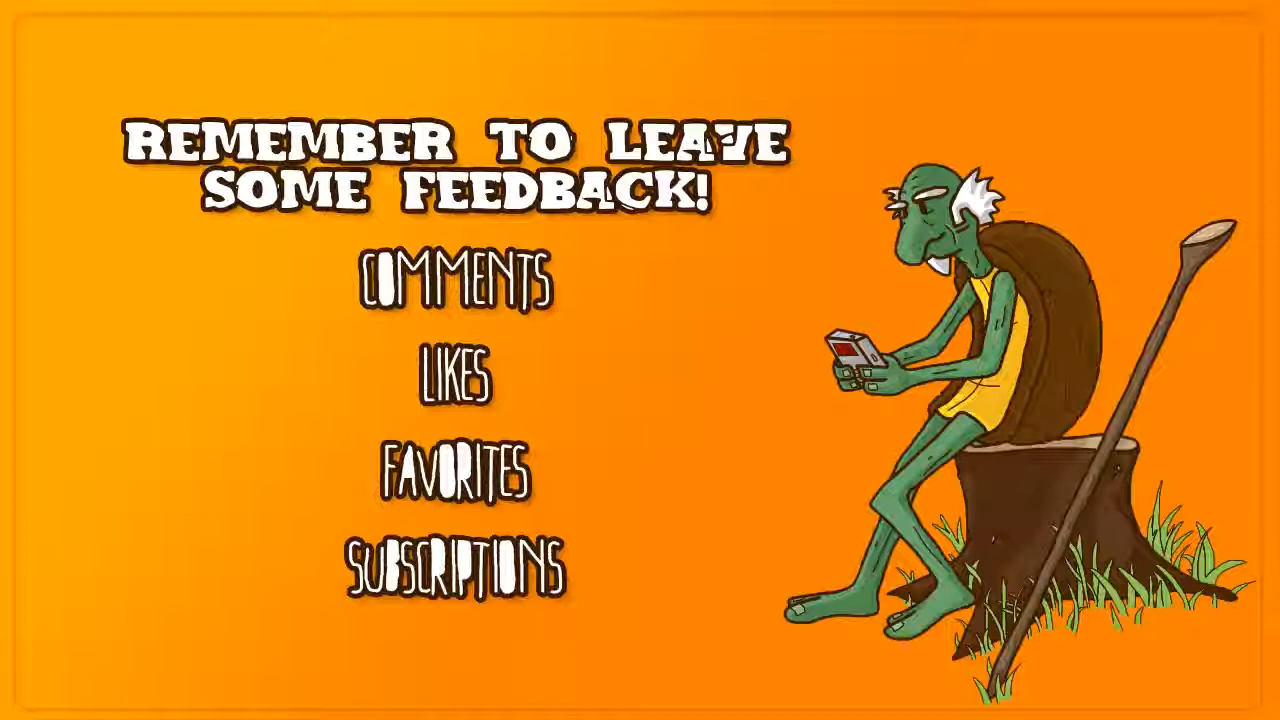 REMEMBER TO LEAVE
SOME FEEDBACK!
COMMENTS
LIKES
FAVORITES
SUBSCRIPTIONS